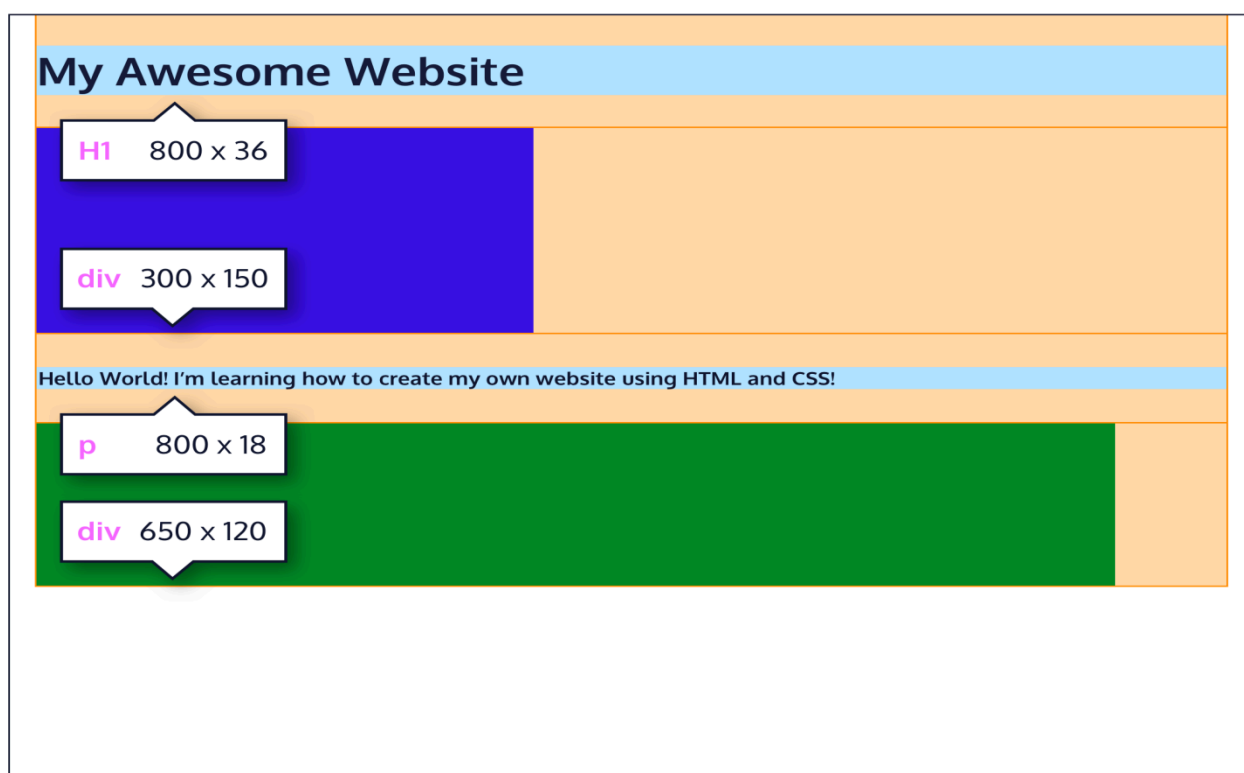 My Awesome Website
H1 800 x 36
div 300 x 150
Hello World! I’m learning how to create my own website using HTML and CSS!
p 800 x 18
div 650 x 120